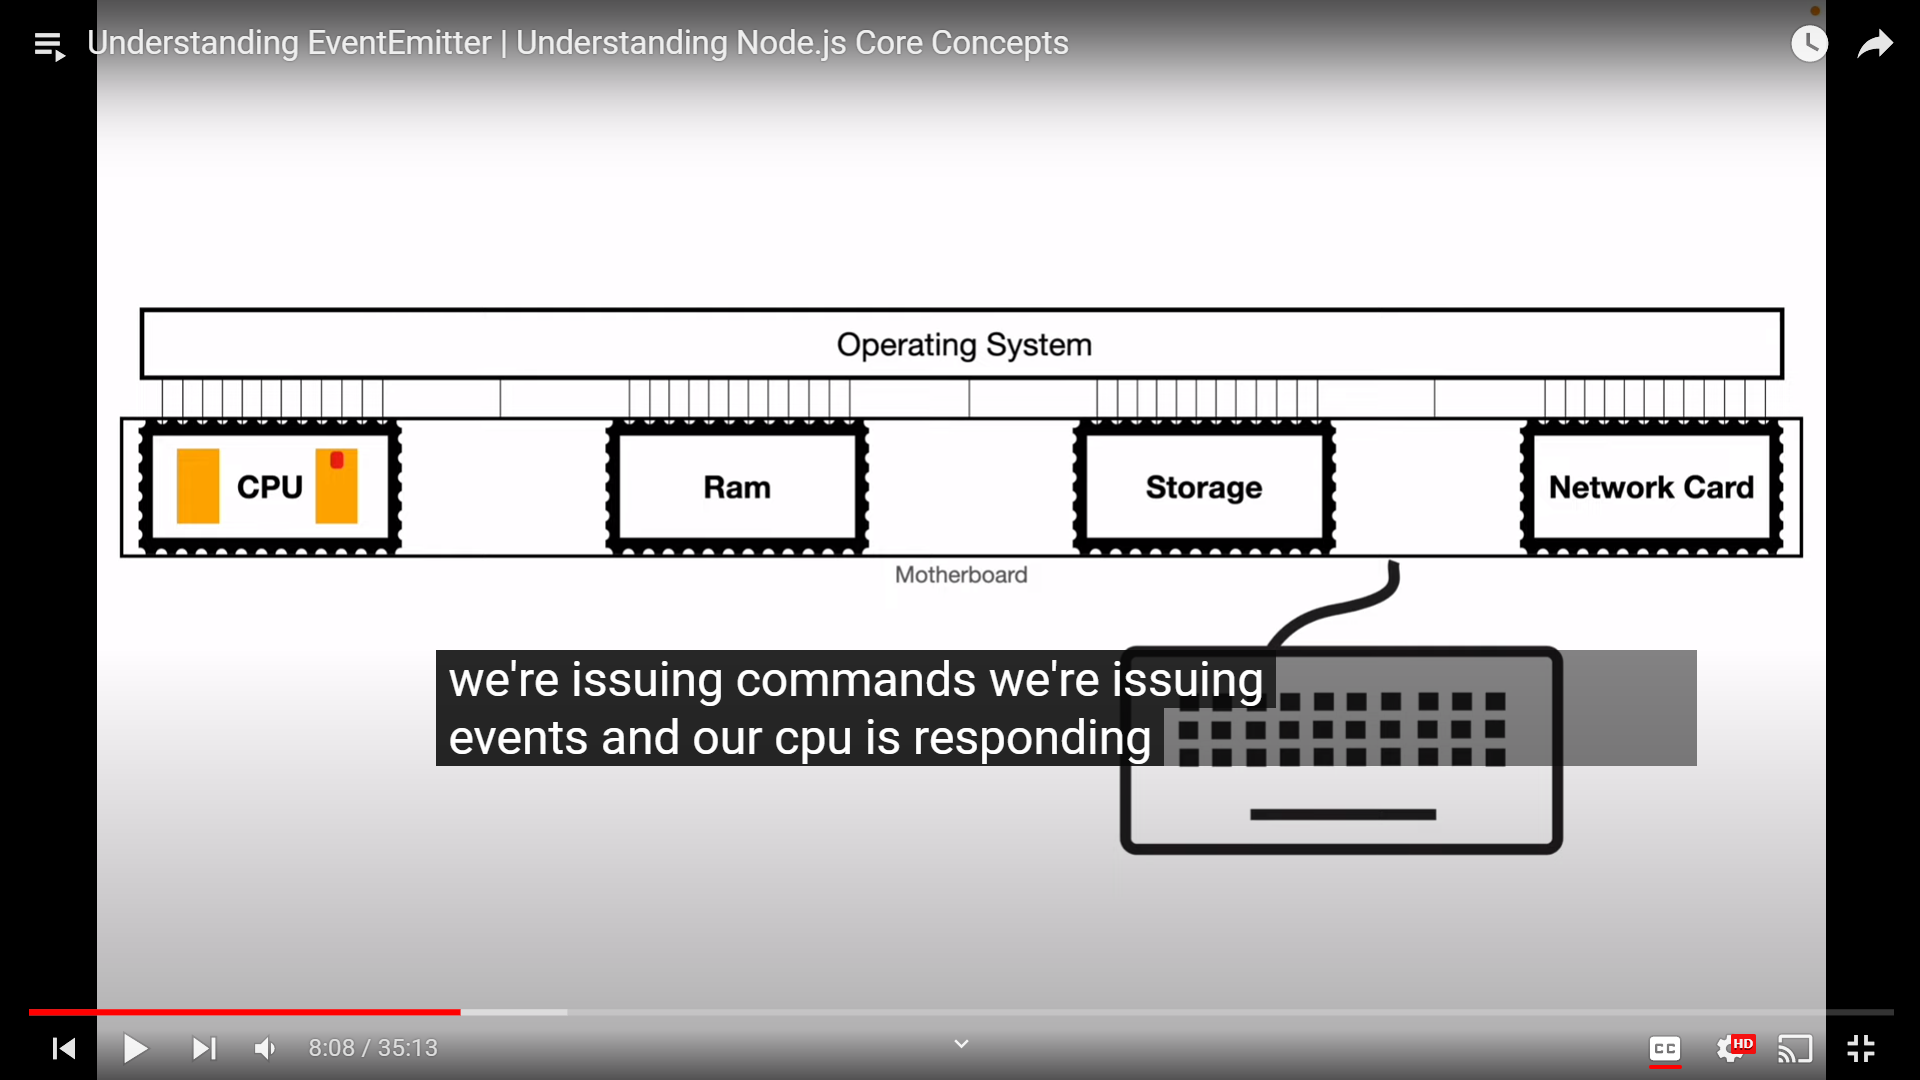 Understanding EventEmitter | Understanding Node.js Core Concepts
Operating System
CPU
Ram
Storage
Network Card
Motherboard
we're issuing commands we're issuing
events and our cpu is responding
8:08 / 35:13
CC
HD